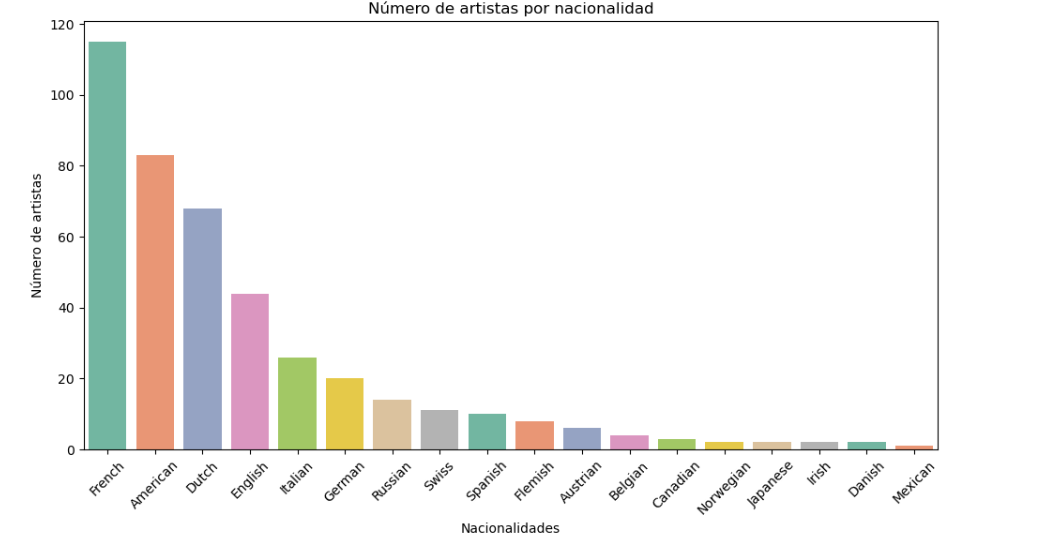 Número de artistas por nacionalidad
120
100
80
60
40
20
0
Número de artistas
French
American
Dutch
English
Italian
German
Russian
Swiss
Spanish
Flemish
Austrian
Belgian
Canadian
Norwegian
Japanese
Irish
Danish
Mexican
Nacionalidades